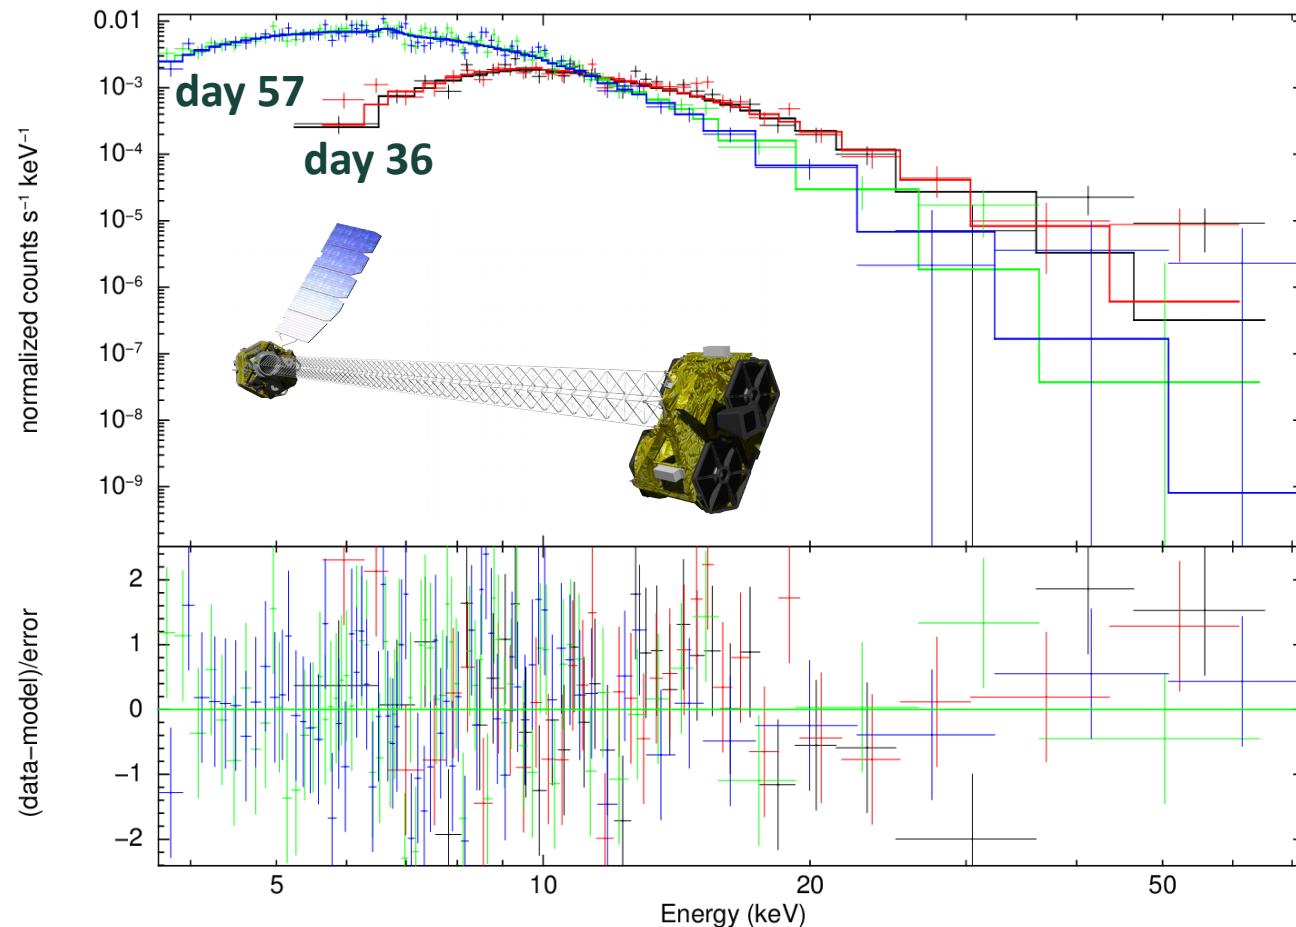 0.01
10⁻³
10⁻⁴
10⁻⁵
10⁻⁶
10⁻⁷
10⁻⁸
10⁻⁹
normalized counts s⁻¹ keV⁻¹
day 57
day 36
2
1
0
−1
−2
(data−model)/error
5 10 20 50
Energy (keV)